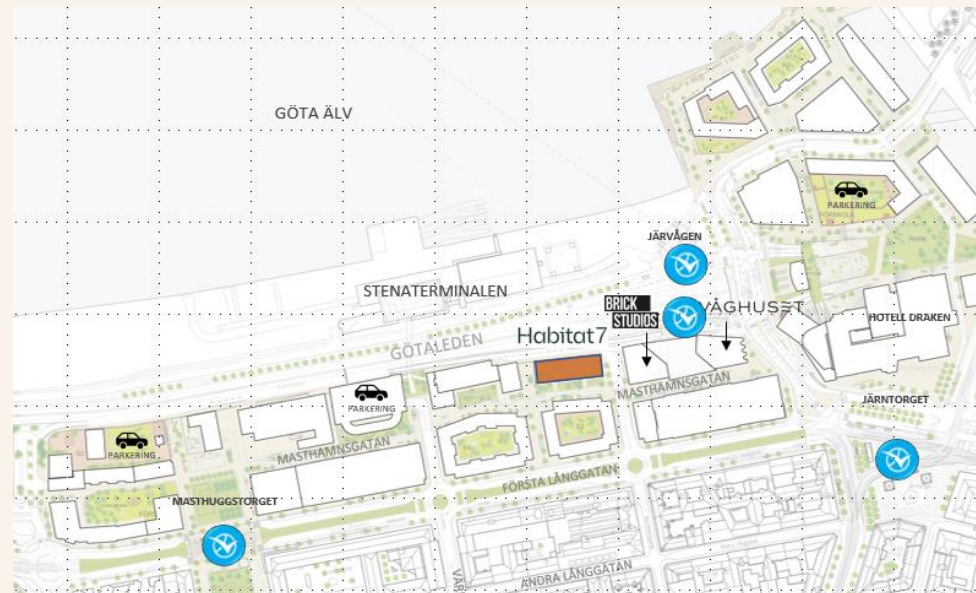 GÖTA ÄLV
PARKERING
JÄRVÅGEN
STENATERMINALEN
BRICK
STUDIOS
VÅGHUSET
HOTELL DRAKEN
Habitat7
GÖTALEDEN
MASTHAMNSGATAN
PARKERING
JÄRNTORGET
PARKERING
MASTHAMNSGATAN
FÖRSTA LÅNGGATAN
MASTHUGGSTORGET
ANDRA LÅNGGATAN